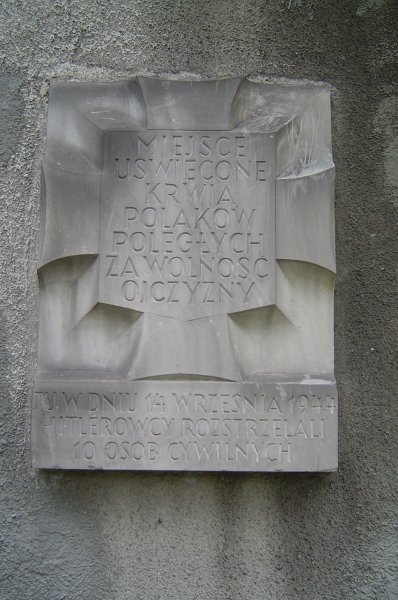 MIEJSCE
UŚWIĘCONE
KRWIĄ
POLAKÓW
POLEGŁYCH
ZA WOLNOŚĆ
OJCZYZNY
TU, W DNIU 14 WRZEŚNIA 1944
HITLEROWCY ROZSTRZELALI
10 OSÓB CYWILNYCH